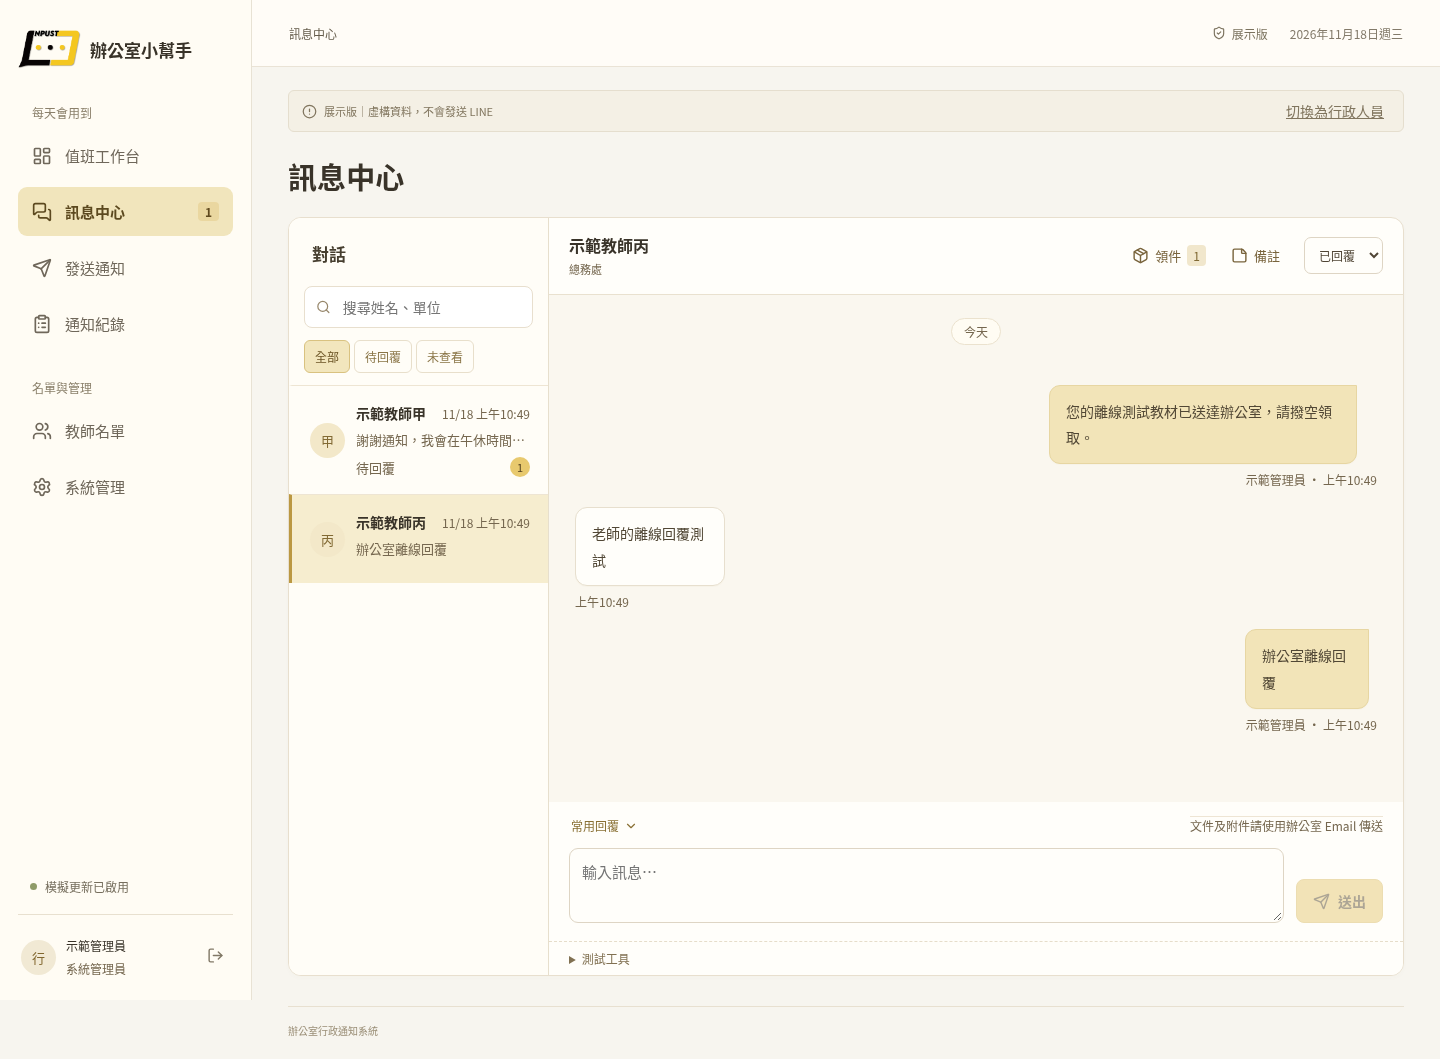 NPUST
辦公室小幫手
每天會用到
值班工作台
訊息中心
1
發送通知
通知紀錄
名單與管理
教師名單
系統管理
模擬更新已啟用
行
示範管理員
系統管理員
訊息中心
展示版
2026年11月18日週三
展示版｜虛構資料，不會發送 LINE
切換為行政人員
訊息中心
對話
搜尋姓名、單位
全部
待回覆
未查看
甲
示範教師甲
11/18 上午10:49
謝謝通知，我會在午休時間…
待回覆
1
丙
示範教師丙
11/18 上午10:49
辦公室離線回覆
示範教師丙
總務處
領件
1
備註
已回覆
今天
您的離線測試教材已送達辦公室，請撥空領
取。
示範管理員 · 上午10:49
老師的離線回覆測
試
上午10:49
辦公室離線回
覆
示範管理員 · 上午10:49
常用回覆
文件及附件請使用辦公室 Email 傳送
輸入訊息…
送出
測試工具
辦公室行政通知系統